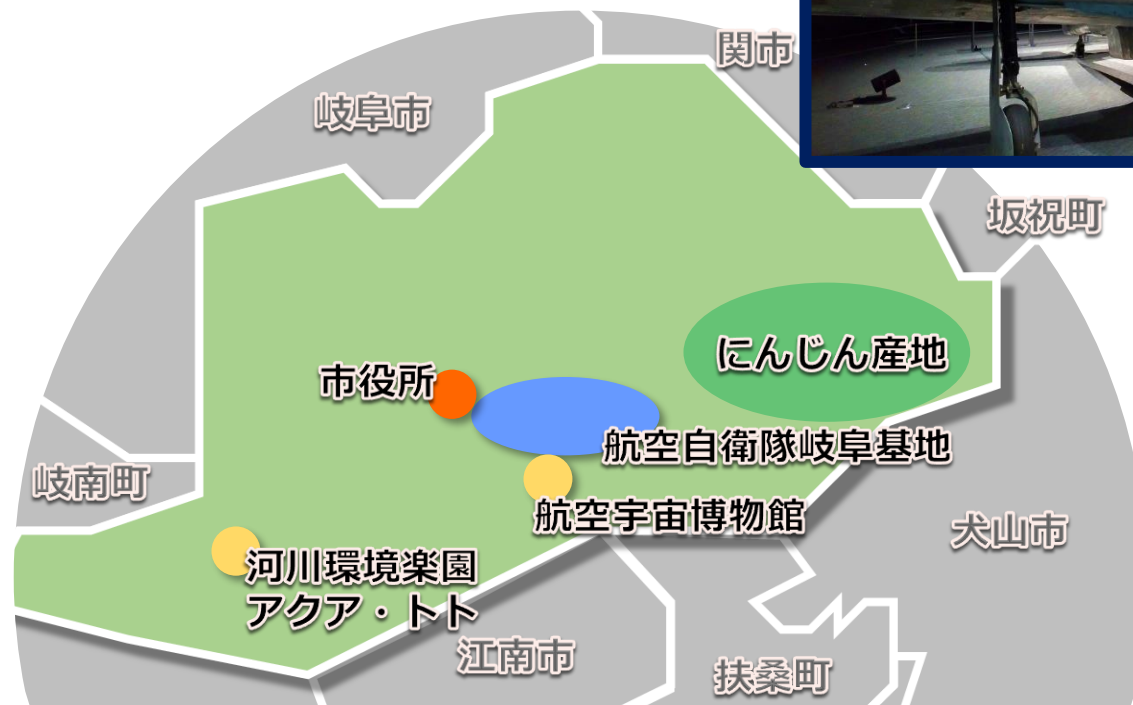 関市
岐阜市
坂祝町
にんじん産地
市役所
航空自衛隊岐阜基地
岐南町
航空宇宙博物館
犬山市
河川環境楽園
アクア・トト
江南市
扶桑町